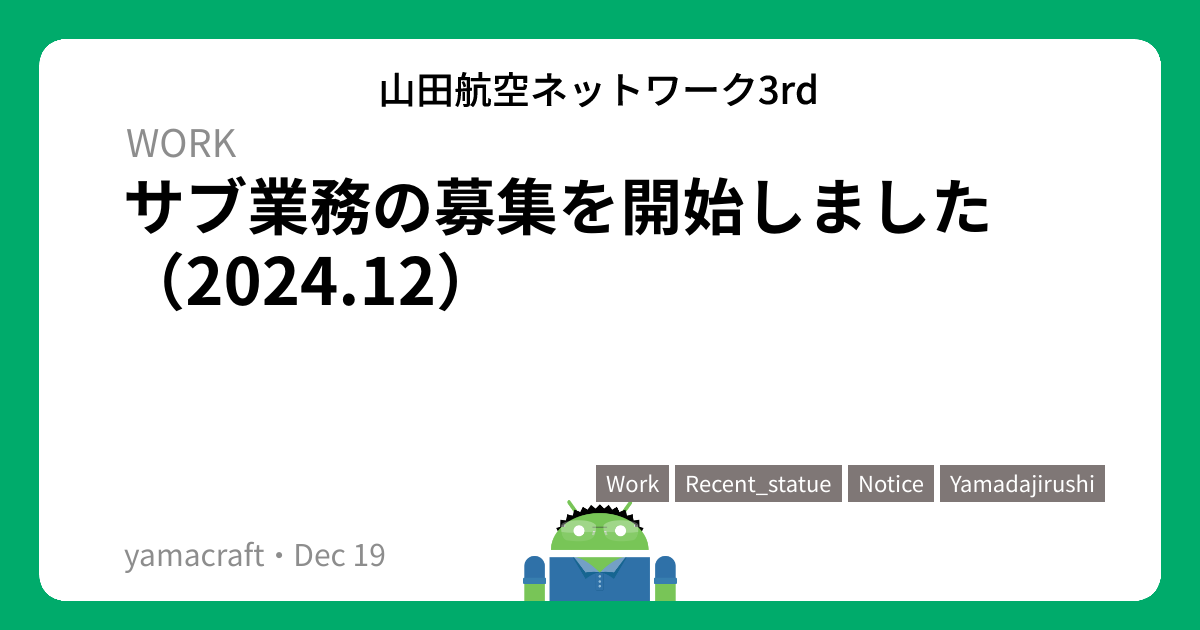 山田航空ネットワーク3rd
WORK
サブ業務の募集を開始しました
（2024.12）
Work Recent_statue Notice Yamadajirushi
yamacraft・Dec 19